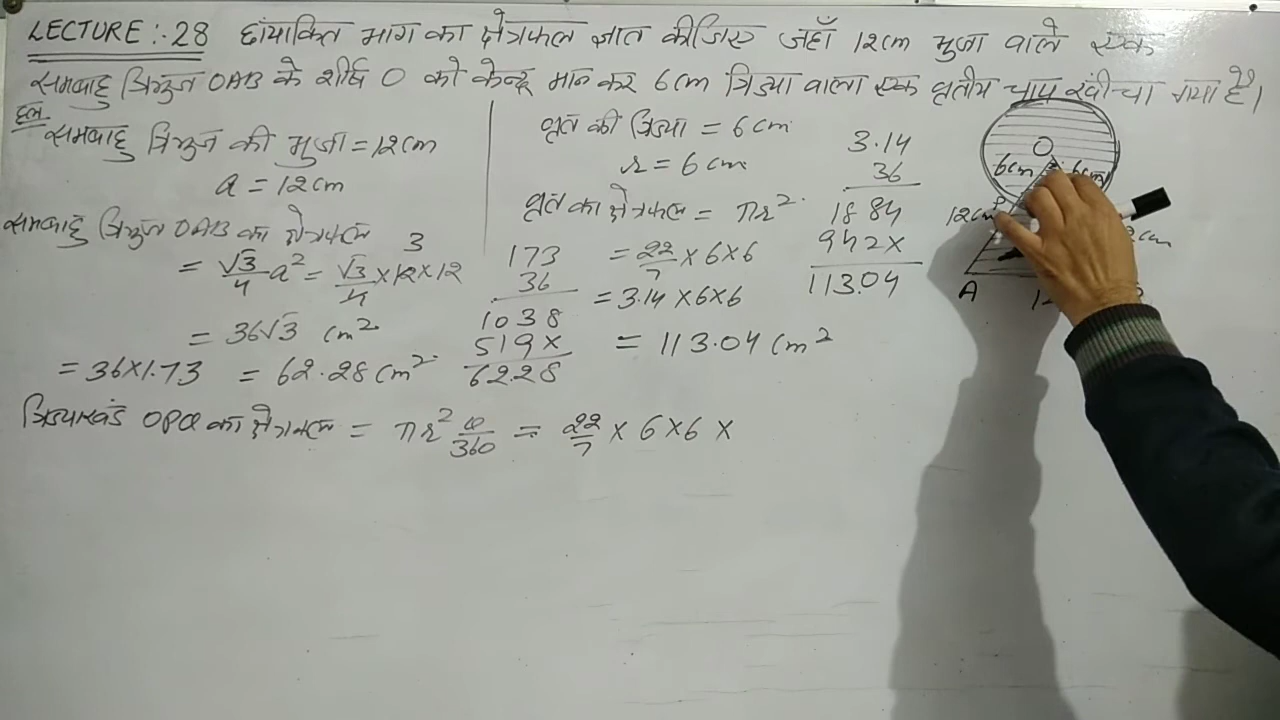 LECTURE :- 28 छांयाकित भाग का क्षेत्रफल ज्ञात कीजिए जहाँ 12cm भुजा वाले एक
समबाहु त्रिभुज OAB के शीर्ष O को केन्द्र मान कर 6cm त्रिज्या वाला एक वृतीय चाप खींचा गया है।
हल
समबाहु त्रिभुज की भुजा = 12cm
a = 12cm
समबाहु त्रिभुज OAB का क्षेत्रफल
= √3/4 a² = √3/4 × 12 × 12
3
= 36√3 cm²
= 36×1.73 = 62.28 cm²
173
36
1038
519×
62.28
वृत की त्रिज्या = 6cm
r = 6cm
वृत का क्षेत्रफल = πr²
= 22/7 × 6 × 6
= 3.14 × 6 × 6
= 113.04 cm²
3.14
36
1884
942×
113.04
O
6cm 6cm
12cm
A
त्रिज्यखंड OPQ का क्षेत्रफल = πr² θ/360 = 22/7 × 6 × 6 ×